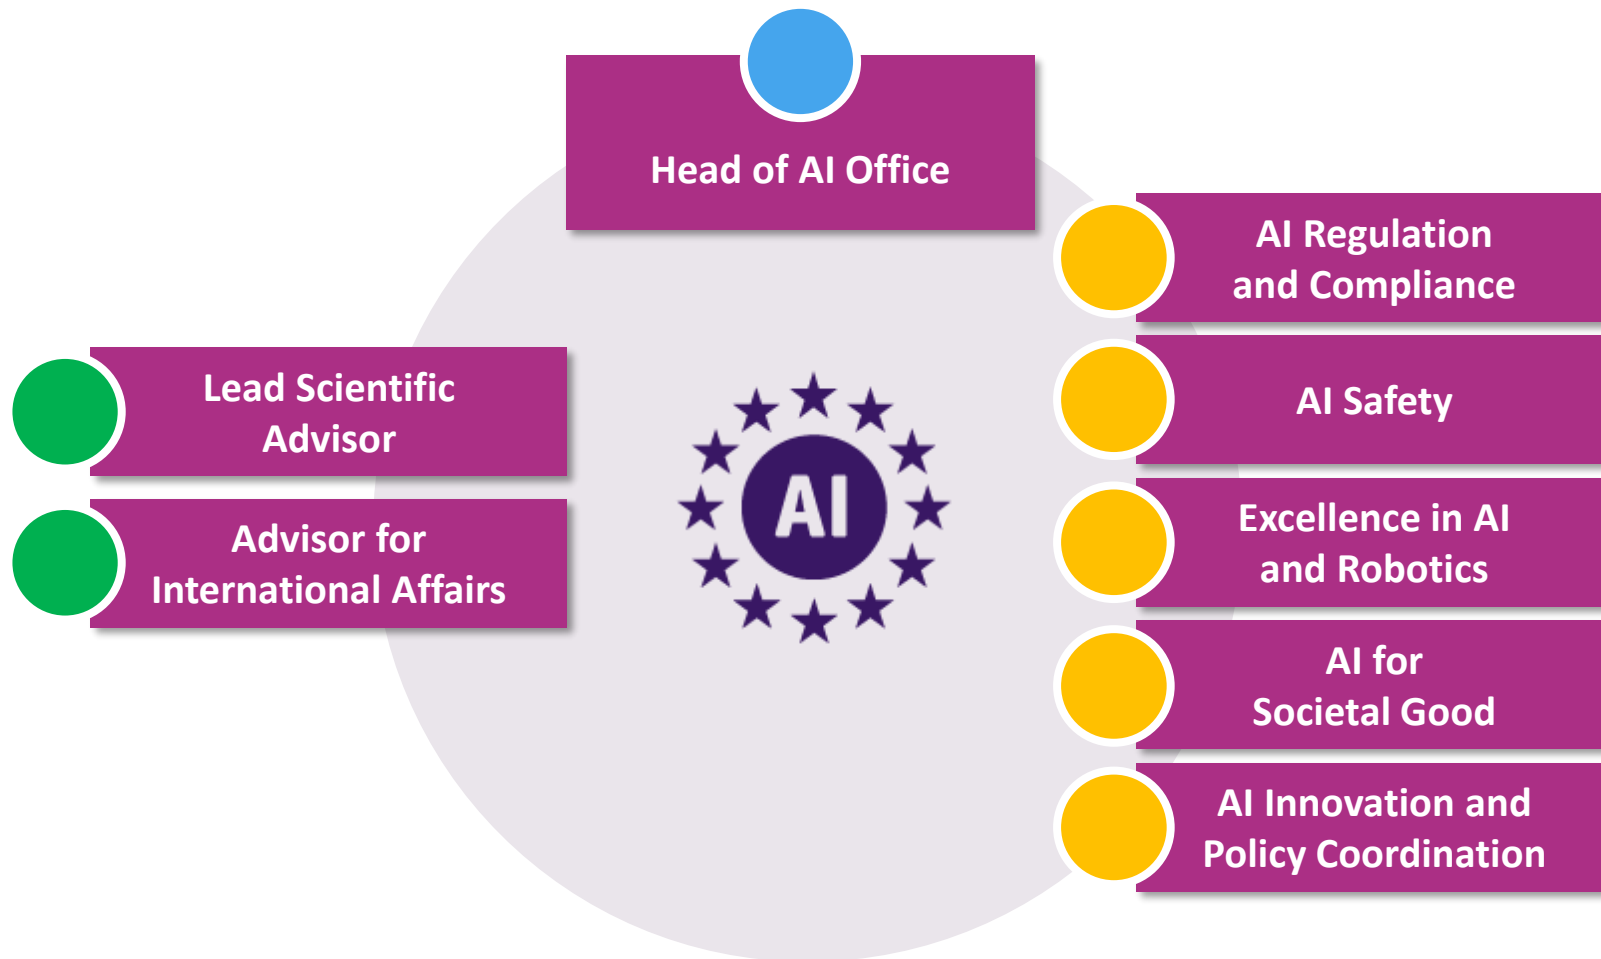 Head of AI Office
Lead Scientific
Advisor
Advisor for
International Affairs
AI
AI Regulation
and Compliance
AI Safety
Excellence in AI
and Robotics
AI for
Societal Good
AI Innovation and
Policy Coordination